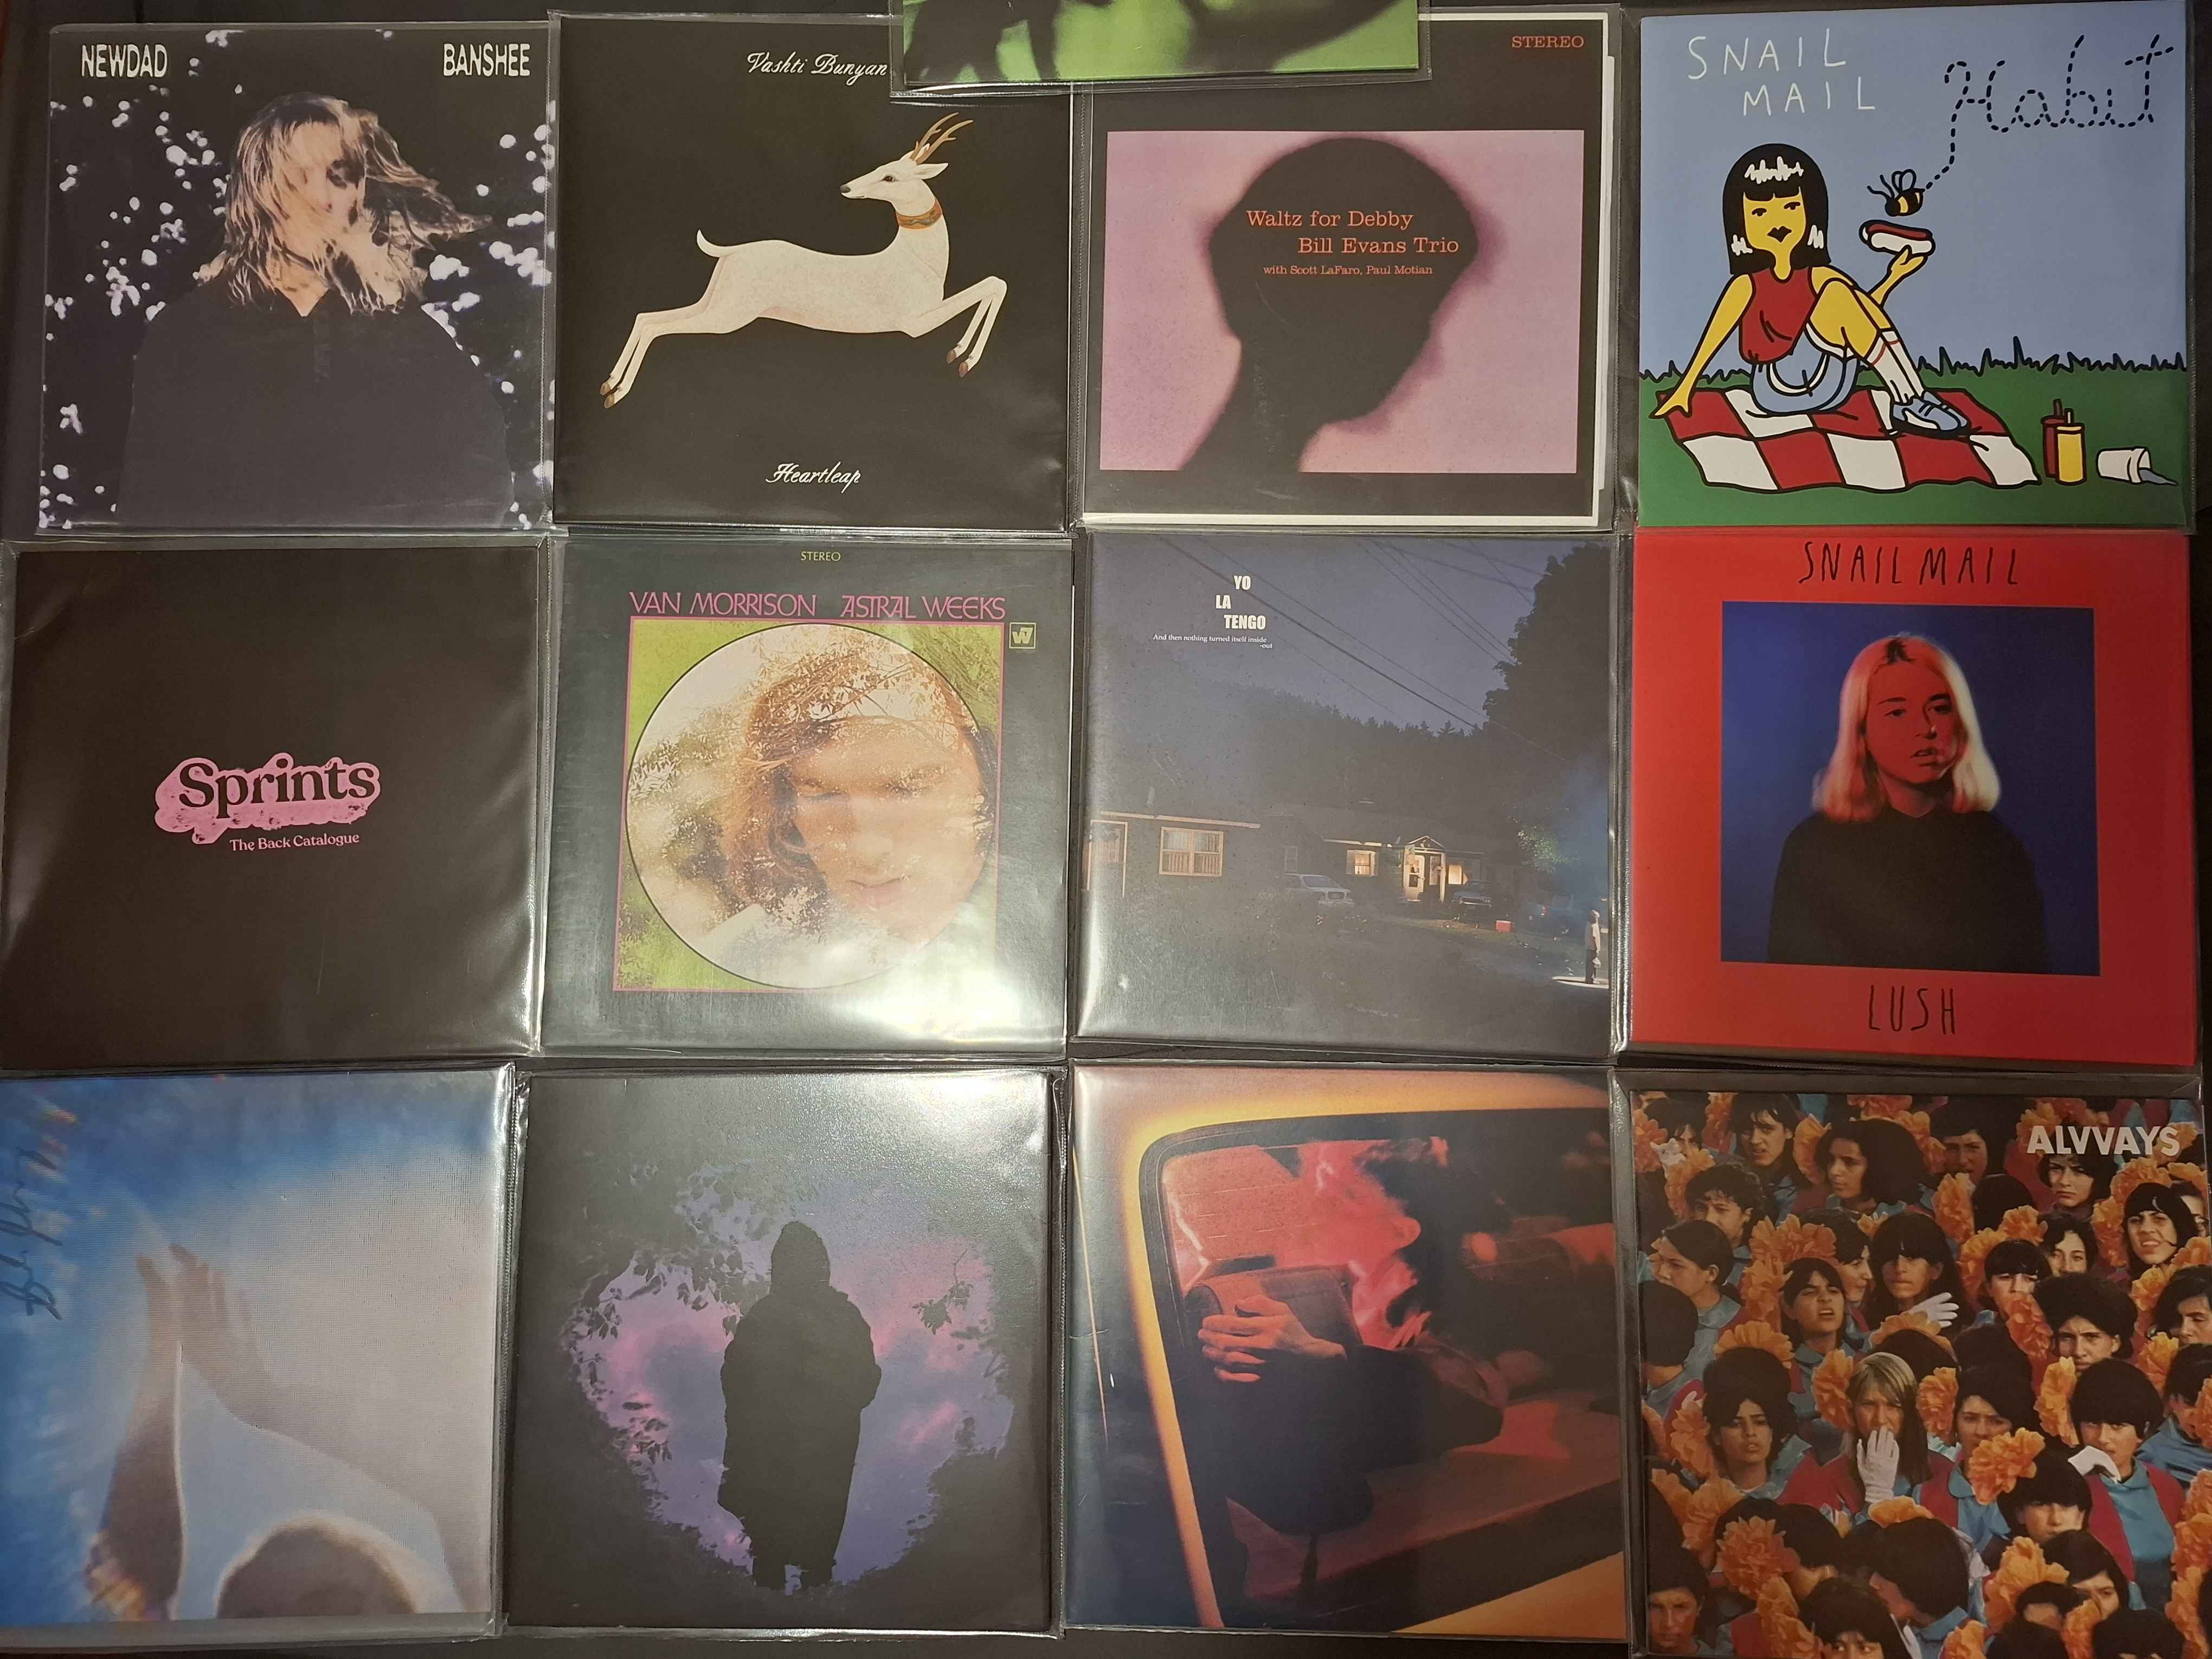 NEWDAD
BANSHEE
Vashti Bunyan
Heartleap
STEREO
Waltz for Debby
Bill Evans Trio
with Scott LaFaro, Paul Motian
SNAIL
MAIL
Habit
Sprints
The Back Catalogue
STEREO
VAN MORRISON ASTRAL WEEKS
W7
YO
LA
TENGO
And then nothing turned itself inside
-out
SNAIL MAIL
LUSH
ALVVAYS